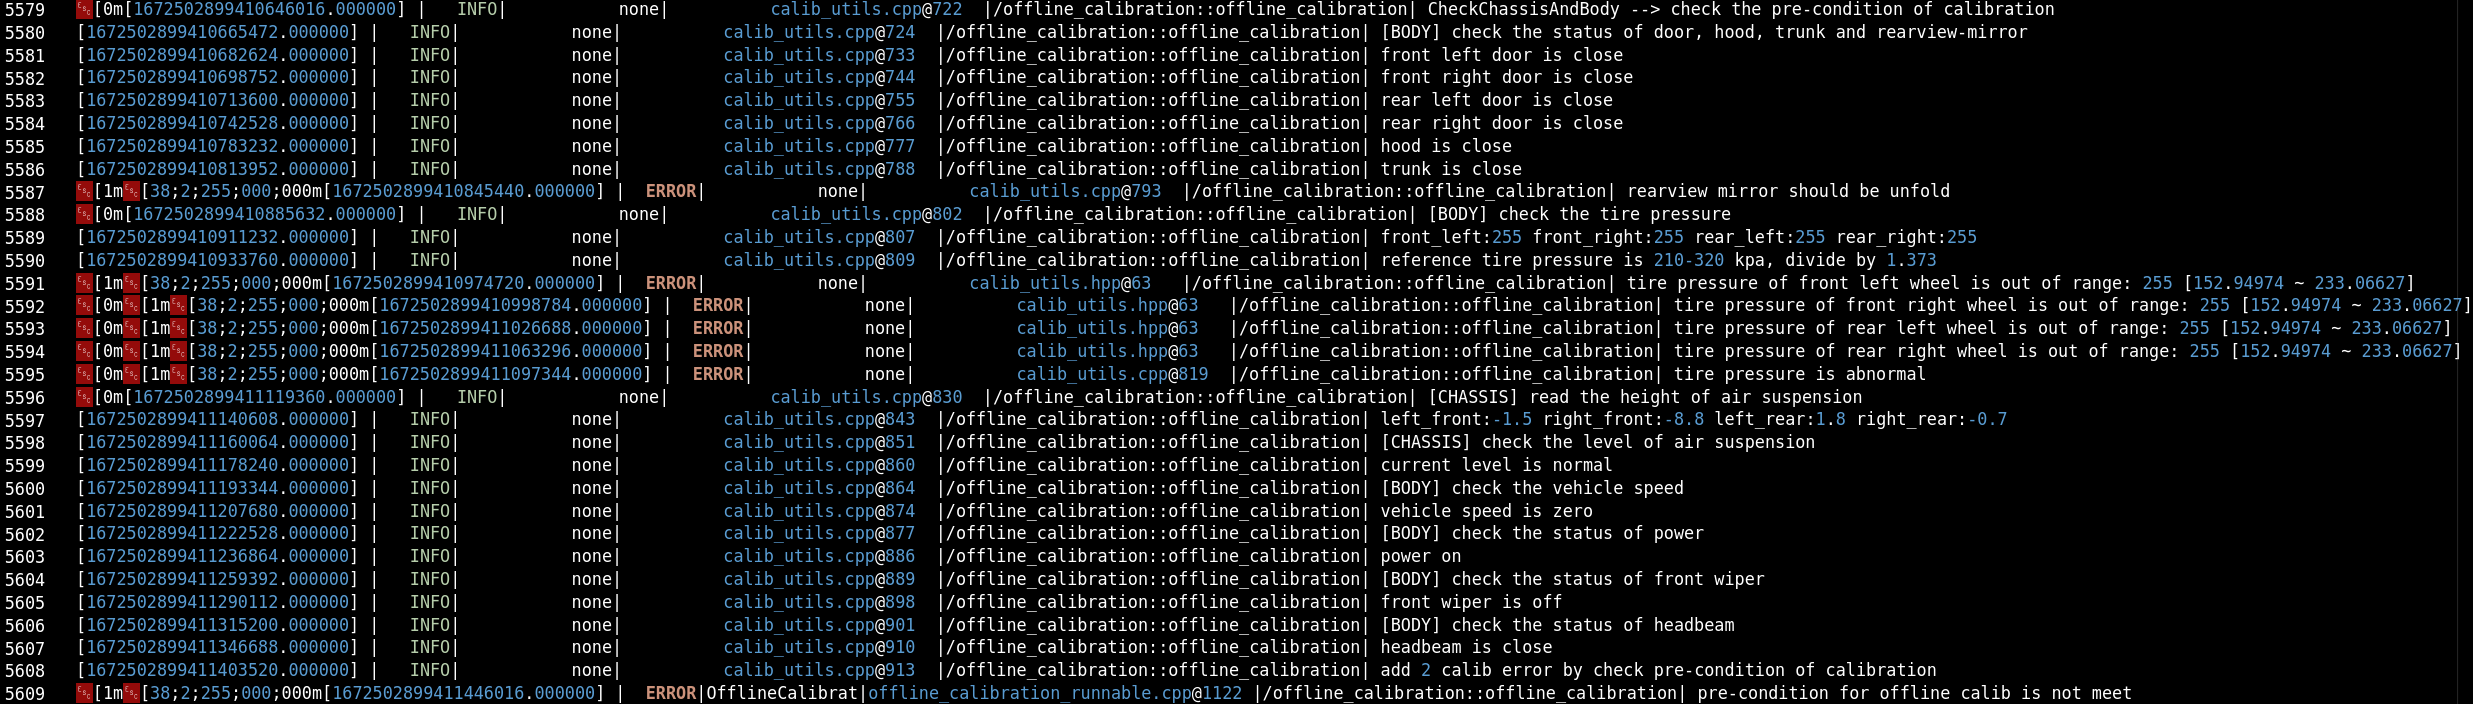 5579 [0m[1672502899410646016.000000] | INFO| none| calib_utils.cpp@722 |/offline_calibration::offline_calibration| CheckChassisAndBody --> check the pre-condition of calibration
5580 [1672502899410665472.000000] | INFO| none| calib_utils.cpp@724 |/offline_calibration::offline_calibration| [BODY] check the status of door, hood, trunk and rearview-mirror
5581 [1672502899410682624.000000] | INFO| none| calib_utils.cpp@733 |/offline_calibration::offline_calibration| front left door is close
5582 [1672502899410698752.000000] | INFO| none| calib_utils.cpp@744 |/offline_calibration::offline_calibration| front right door is close
5583 [1672502899410713600.000000] | INFO| none| calib_utils.cpp@755 |/offline_calibration::offline_calibration| rear left door is close
5584 [1672502899410742528.000000] | INFO| none| calib_utils.cpp@766 |/offline_calibration::offline_calibration| rear right door is close
5585 [1672502899410783232.000000] | INFO| none| calib_utils.cpp@777 |/offline_calibration::offline_calibration| hood is close
5586 [1672502899410813952.000000] | INFO| none| calib_utils.cpp@788 |/offline_calibration::offline_calibration| trunk is close
5587 [1m[38;2;255;000;000m[1672502899410845440.000000] | ERROR| none| calib_utils.cpp@793 |/offline_calibration::offline_calibration| rearview mirror should be unfold
5588 [0m[1672502899410885632.000000] | INFO| none| calib_utils.cpp@802 |/offline_calibration::offline_calibration| [BODY] check the tire pressure
5589 [1672502899410911232.000000] | INFO| none| calib_utils.cpp@807 |/offline_calibration::offline_calibration| front_left:255 front_right:255 rear_left:255 rear_right:255
5590 [1672502899410933760.000000] | INFO| none| calib_utils.cpp@809 |/offline_calibration::offline_calibration| reference tire pressure is 210-320 kpa, divide by 1.373
5591 [1m[38;2;255;000;000m[1672502899410974720.000000] | ERROR| none| calib_utils.hpp@63 |/offline_calibration::offline_calibration| tire pressure of front left wheel is out of range: 255 [152.94974 ~ 233.06627]
5592 [0m[1m[38;2;255;000;000m[1672502899410998784.000000] | ERROR| none| calib_utils.hpp@63 |/offline_calibration::offline_calibration| tire pressure of front right wheel is out of range: 255 [152.94974 ~ 233.06627]
5593 [0m[1m[38;2;255;000;000m[1672502899411026688.000000] | ERROR| none| calib_utils.hpp@63 |/offline_calibration::offline_calibration| tire pressure of rear left wheel is out of range: 255 [152.94974 ~ 233.06627]
5594 [0m[1m[38;2;255;000;000m[1672502899411063296.000000] | ERROR| none| calib_utils.hpp@63 |/offline_calibration::offline_calibration| tire pressure of rear right wheel is out of range: 255 [152.94974 ~ 233.06627]
5595 [0m[1m[38;2;255;000;000m[1672502899411097344.000000] | ERROR| none| calib_utils.cpp@819 |/offline_calibration::offline_calibration| tire pressure is abnormal
5596 [0m[1672502899411119360.000000] | INFO| none| calib_utils.cpp@830 |/offline_calibration::offline_calibration| [CHASSIS] read the height of air suspension
5597 [1672502899411140608.000000] | INFO| none| calib_utils.cpp@843 |/offline_calibration::offline_calibration| left_front:-1.5 right_front:-8.8 left_rear:1.8 right_rear:-0.7
5598 [1672502899411160064.000000] | INFO| none| calib_utils.cpp@851 |/offline_calibration::offline_calibration| [CHASSIS] check the level of air suspension
5599 [1672502899411178240.000000] | INFO| none| calib_utils.cpp@860 |/offline_calibration::offline_calibration| current level is normal
5600 [1672502899411193344.000000] | INFO| none| calib_utils.cpp@864 |/offline_calibration::offline_calibration| [BODY] check the vehicle speed
5601 [1672502899411207680.000000] | INFO| none| calib_utils.cpp@874 |/offline_calibration::offline_calibration| vehicle speed is zero
5602 [1672502899411222528.000000] | INFO| none| calib_utils.cpp@877 |/offline_calibration::offline_calibration| [BODY] check the status of power
5603 [1672502899411236864.000000] | INFO| none| calib_utils.cpp@886 |/offline_calibration::offline_calibration| power on
5604 [1672502899411259392.000000] | INFO| none| calib_utils.cpp@889 |/offline_calibration::offline_calibration| [BODY] check the status of front wiper
5605 [1672502899411290112.000000] | INFO| none| calib_utils.cpp@898 |/offline_calibration::offline_calibration| front wiper is off
5606 [1672502899411315200.000000] | INFO| none| calib_utils.cpp@901 |/offline_calibration::offline_calibration| [BODY] check the status of headbeam
5607 [1672502899411346688.000000] | INFO| none| calib_utils.cpp@910 |/offline_calibration::offline_calibration| headbeam is close
5608 [1672502899411403520.000000] | INFO| none| calib_utils.cpp@913 |/offline_calibration::offline_calibration| add 2 calib error by check pre-condition of calibration
5609 [1m[38;2;255;000;000m[1672502899411446016.000000] | ERROR|OfflineCalibrat|offline_calibration_runnable.cpp@1122 |/offline_calibration::offline_calibration| pre-condition for offline calib is not meet